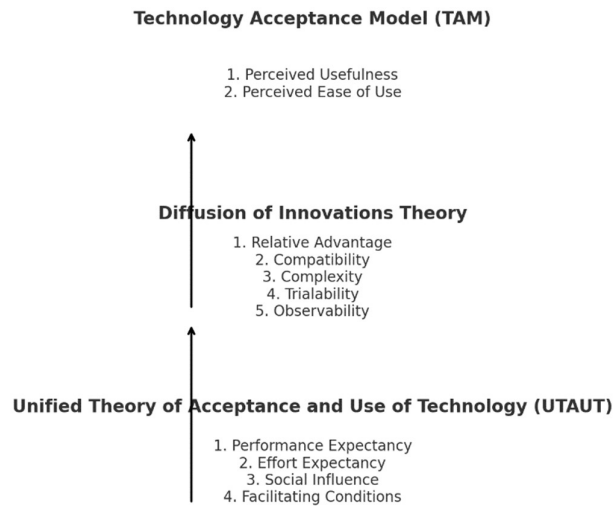 Technology Acceptance Model (TAM)
1. Perceived Usefulness
2. Perceived Ease of Use
Diffusion of Innovations Theory
1. Relative Advantage
2. Compatibility
3. Complexity
4. Trialability
5. Observability
Unified Theory of Acceptance and Use of Technology (UTAUT)
1. Performance Expectancy
2. Effort Expectancy
3. Social Influence
4. Facilitating Conditions